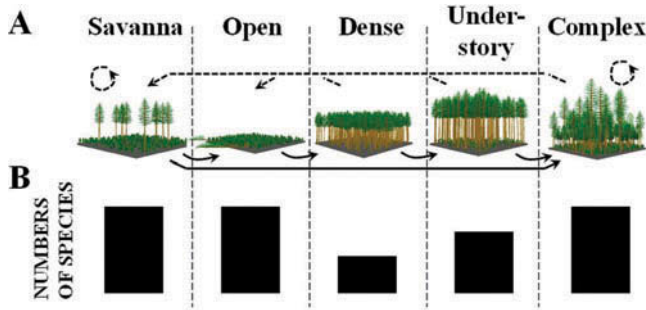 A
Savanna
Open
Dense
Under-
story
Complex
B
NUMBERS
OF SPECIES